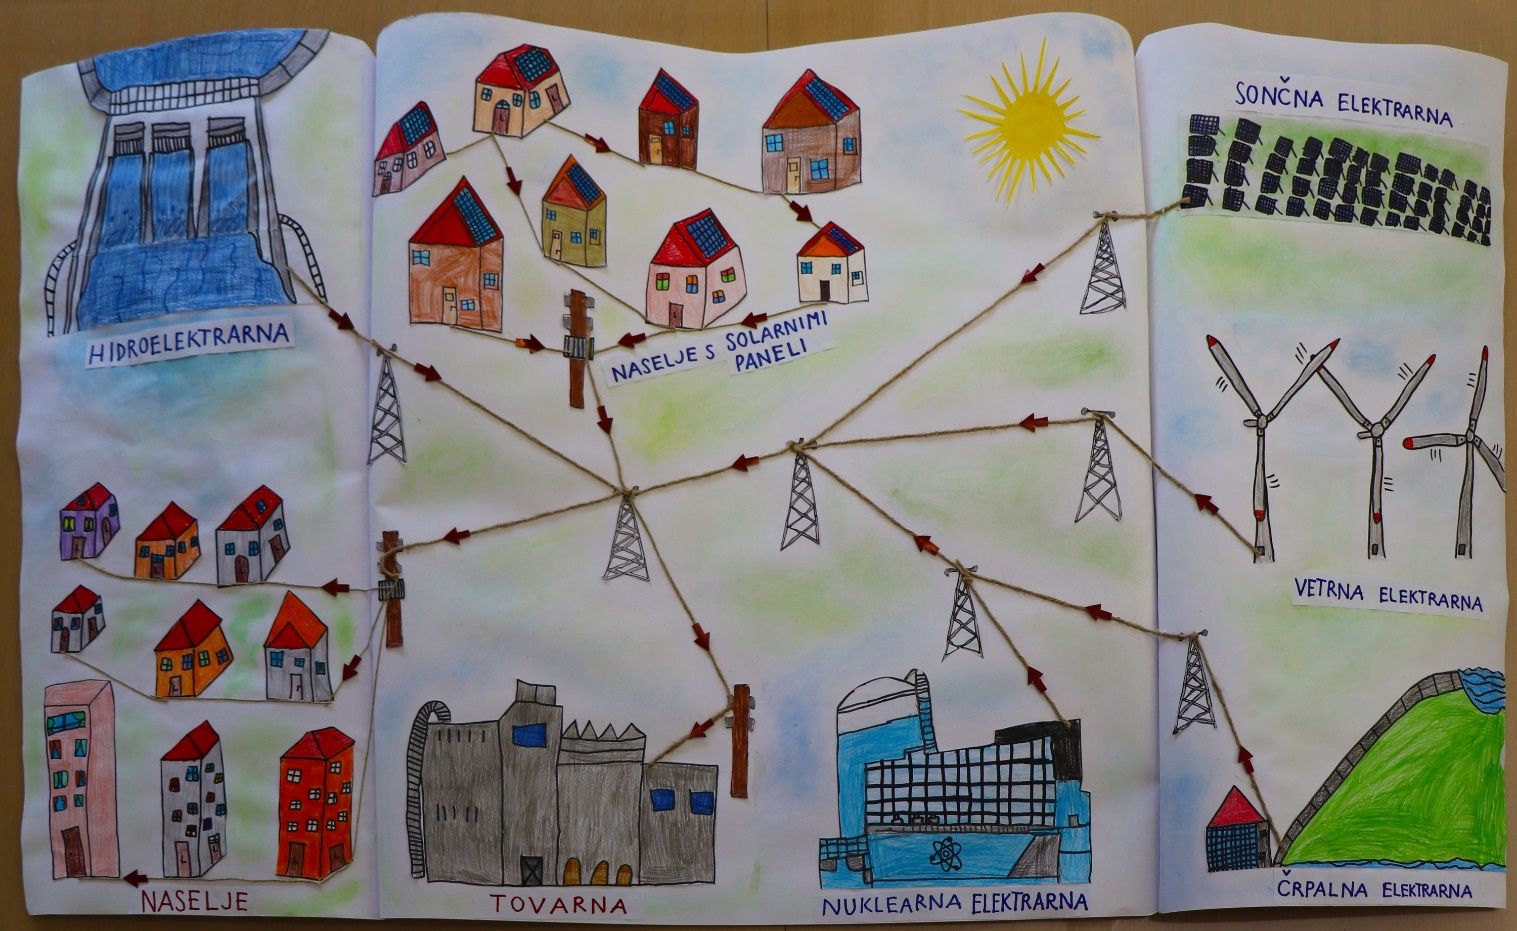 SONČNA ELEKTRARNA
HIDROELEKTRARNA
NASELJE S SOLARNIMI
PANELI
VETRNA ELEKTRARNA
NASELJE
TOVARNA
NUKLEARNA ELEKTRARNA
ČRPALNA ELEKTRARNA